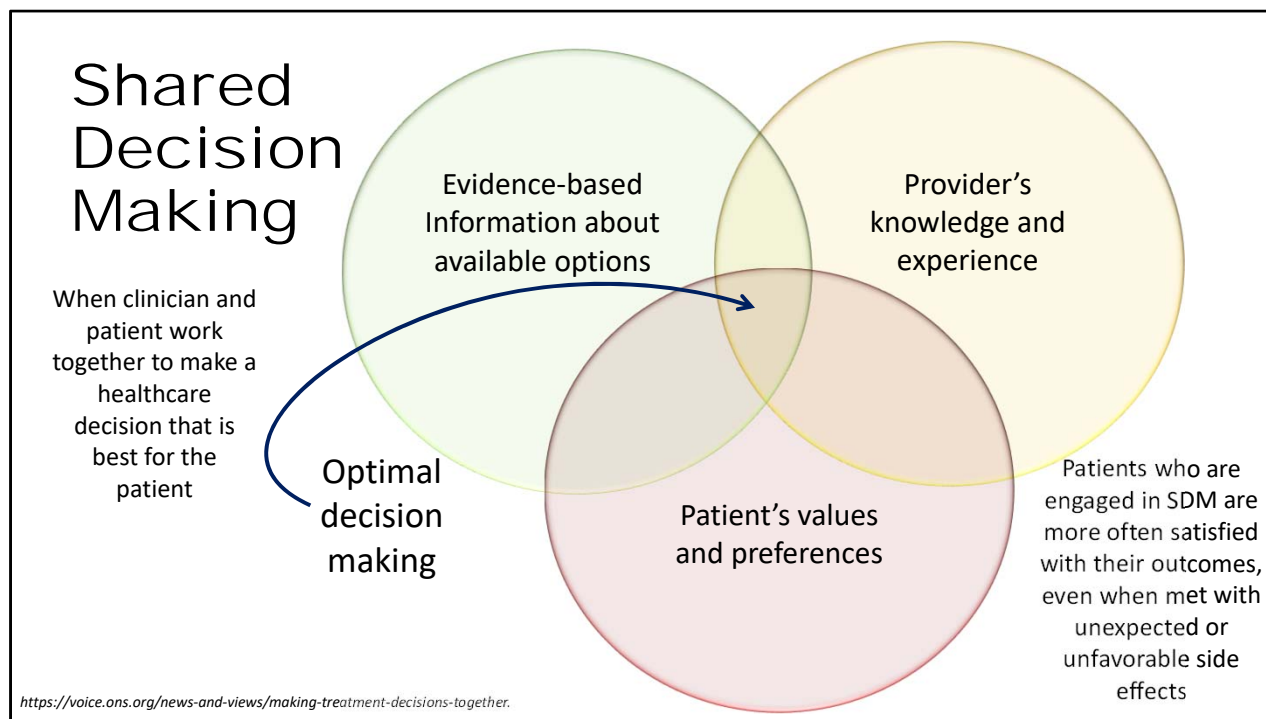 Shared
Decision
Making
When clinician and
patient work
together to make a
healthcare
decision that is
best for the
patient
Evidence-based
Information about
available options
Provider’s
knowledge and
experience
Optimal
decision
making
Patient’s values
and preferences
Patients who are
engaged in SDM are
more often satisfied
with their outcomes,
even when met with
unexpected or
unfavorable side
effects
https://voice.ons.org/news-and-views/making-treatment-decisions-together.